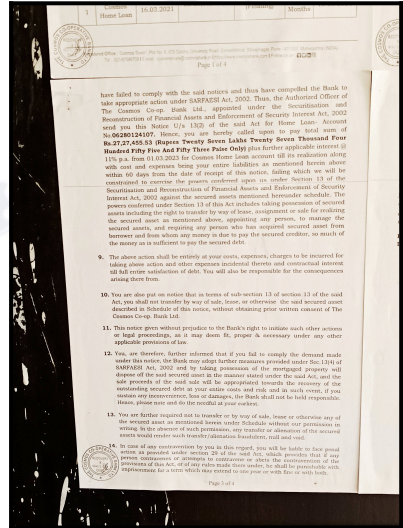 1 Cosmos 16.03.2021 Months
Home Loan
Page 2 of 4
have failed to comply with the said notices and thus have compelled the Bank to
take appropriate action under SARFAESI Act, 2002. Thus, the Authorized Officer of
The Cosmos Co-op. Bank Ltd., appointed under the Securitisation and
Reconstruction of Financial Assets and Enforcement of Security Interest Act, 2002
send you this Notice U/s 13(2) of the said Act for Home Loan- Account
No.06280124107. Hence, you are hereby called upon to pay total sum of
Rs.27,27,455.53 (Rupees Twenty Seven Lakhs Twenty Seven Thousand Four
Hundred Fifty Five And Fifty Three Paise Only) plus further applicable interest @
11% p.a. from 01.03.2023 for Cosmos Home Loan account till its realization along
with cost and expenses being your entire liabilities as mentioned herein above
within 60 days from the date of receipt of this notice, failing which we will be
constrained to exercise the powers conferred upon us under Section 13 of the
Securitisation and Reconstruction of Financial Assets and Enforcement of Security
Interest Act, 2002 against the secured assets mentioned hereunder schedule. The
powers conferred under Section 13 of this Act includes taking possession of secured
assets including the right to transfer by way of lease, assignment or sale for realizing
the secured asset as mentioned above, appointing any person, to manage the
secured assets, and requiring any person who has acquired secured asset from
borrower and from whom any money is due to pay the secured creditor, so much of
the money as is sufficient to pay the secured debt.
9. The above action shall be entirely at your costs, expenses, charges to be incurred for
taking above action and other expenses incidental thereto and contractual interest
till full entire satisfaction of debt. You will also be responsible for the consequences
arising there from.
10. You are also put on notice that in terms of sub-section 13 of section 13 of the said
Act, you shall not transfer by way of sale, lease, or otherwise the said secured asset
described in Schedule of this notice, without obtaining prior written consent of The
Cosmos Co-op. Bank Ltd.
11. This notice given without prejudice to the Bank's right to initiate such other actions
or legal proceedings, as it may deem fit, proper & necessary under any other
applicable provisions of law.
12. You are, therefore, further informed that if you fail to comply the demand made
under this notice, the Bank may adopt further measures provided under Sec.13(4) of
SARFAESI Act, 2002 and by taking possession of the mortgaged property will
dispose off the said secured asset in the manner stated under the said Act, and the
sale proceeds of the said sale will be appropriated towards the recovery of the
outstanding secured debt at your entire costs and risk and in such event, if you
sustain any inconvenience, loss or damages, the Bank shall not be held responsible.
Hence, please note and do the needful at your earliest.
13. You are further required not to transfer or by way of sale, lease or otherwise any of
the secured asset as mentioned herein under Schedule without our permission in
writing. In the absence of such permission, any transfer or alienation of the secured
assets would render such transfer/alienation fraudulent, null and void.
14. In case of any contravention by you in this regard, you will be liable to face penal
action as provided under section 29 of the said Act, which provides that if any
person contravenes or attempts to contravene or abets the contravention of the
provisions of this Act, or of any rules made there under, he shall be punishable with
imprisonment for a term which may extend to one year or with fine or with both.
Page 3 of 4